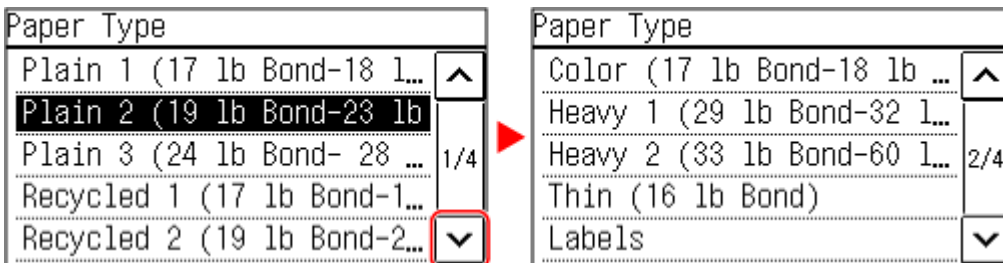 Paper Type
Plain 1 (17 lb Bond-18 l…
Plain 2 (19 lb Bond-23 lb
Plain 3 (24 lb Bond- 28 …
Recycled 1 (17 lb Bond-1…
Recycled 2 (19 lb Bond-2…
1/4
Paper Type
Color (17 lb Bond-18 lb …
Heavy 1 (29 lb Bond-32 l…
Heavy 2 (33 lb Bond-60 l…
Thin (16 lb Bond)
Labels
2/4